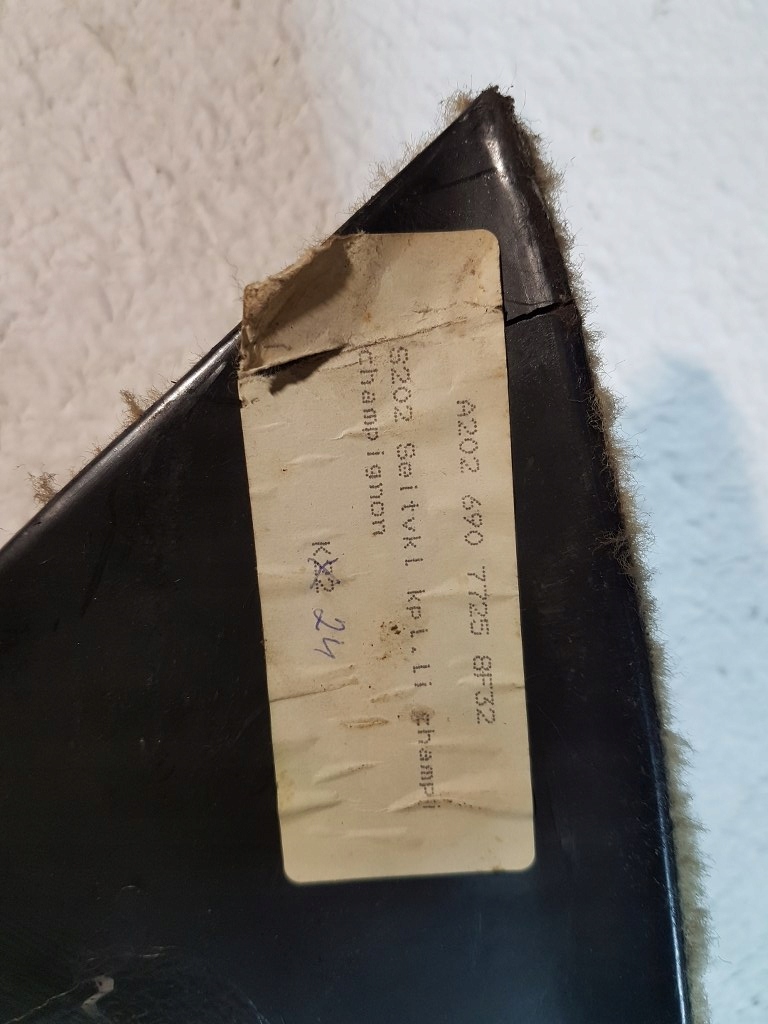 A202 690 7725 8F32
S202 Seitvkl kpl.li champi
champignon
24